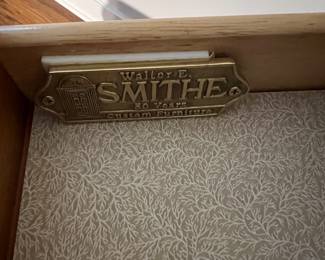 Walter E.
SMITHE
50 Years
Custom Furniture